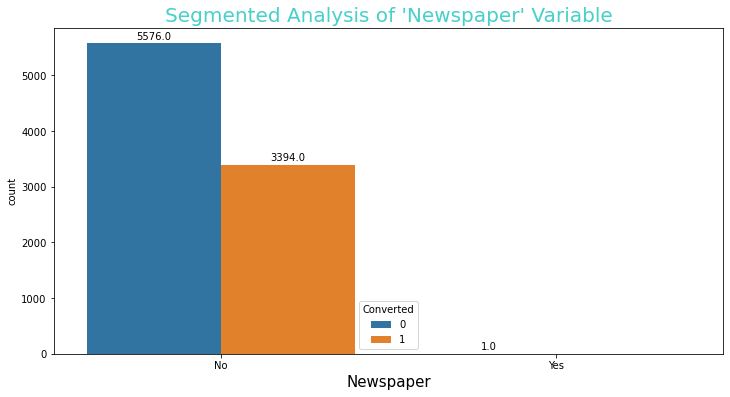 Segmented Analysis of 'Newspaper' Variable
5576.0
3394.0
1.0
5000
4000
3000
2000
1000
0
count
Converted
0
1
No
Yes
Newspaper